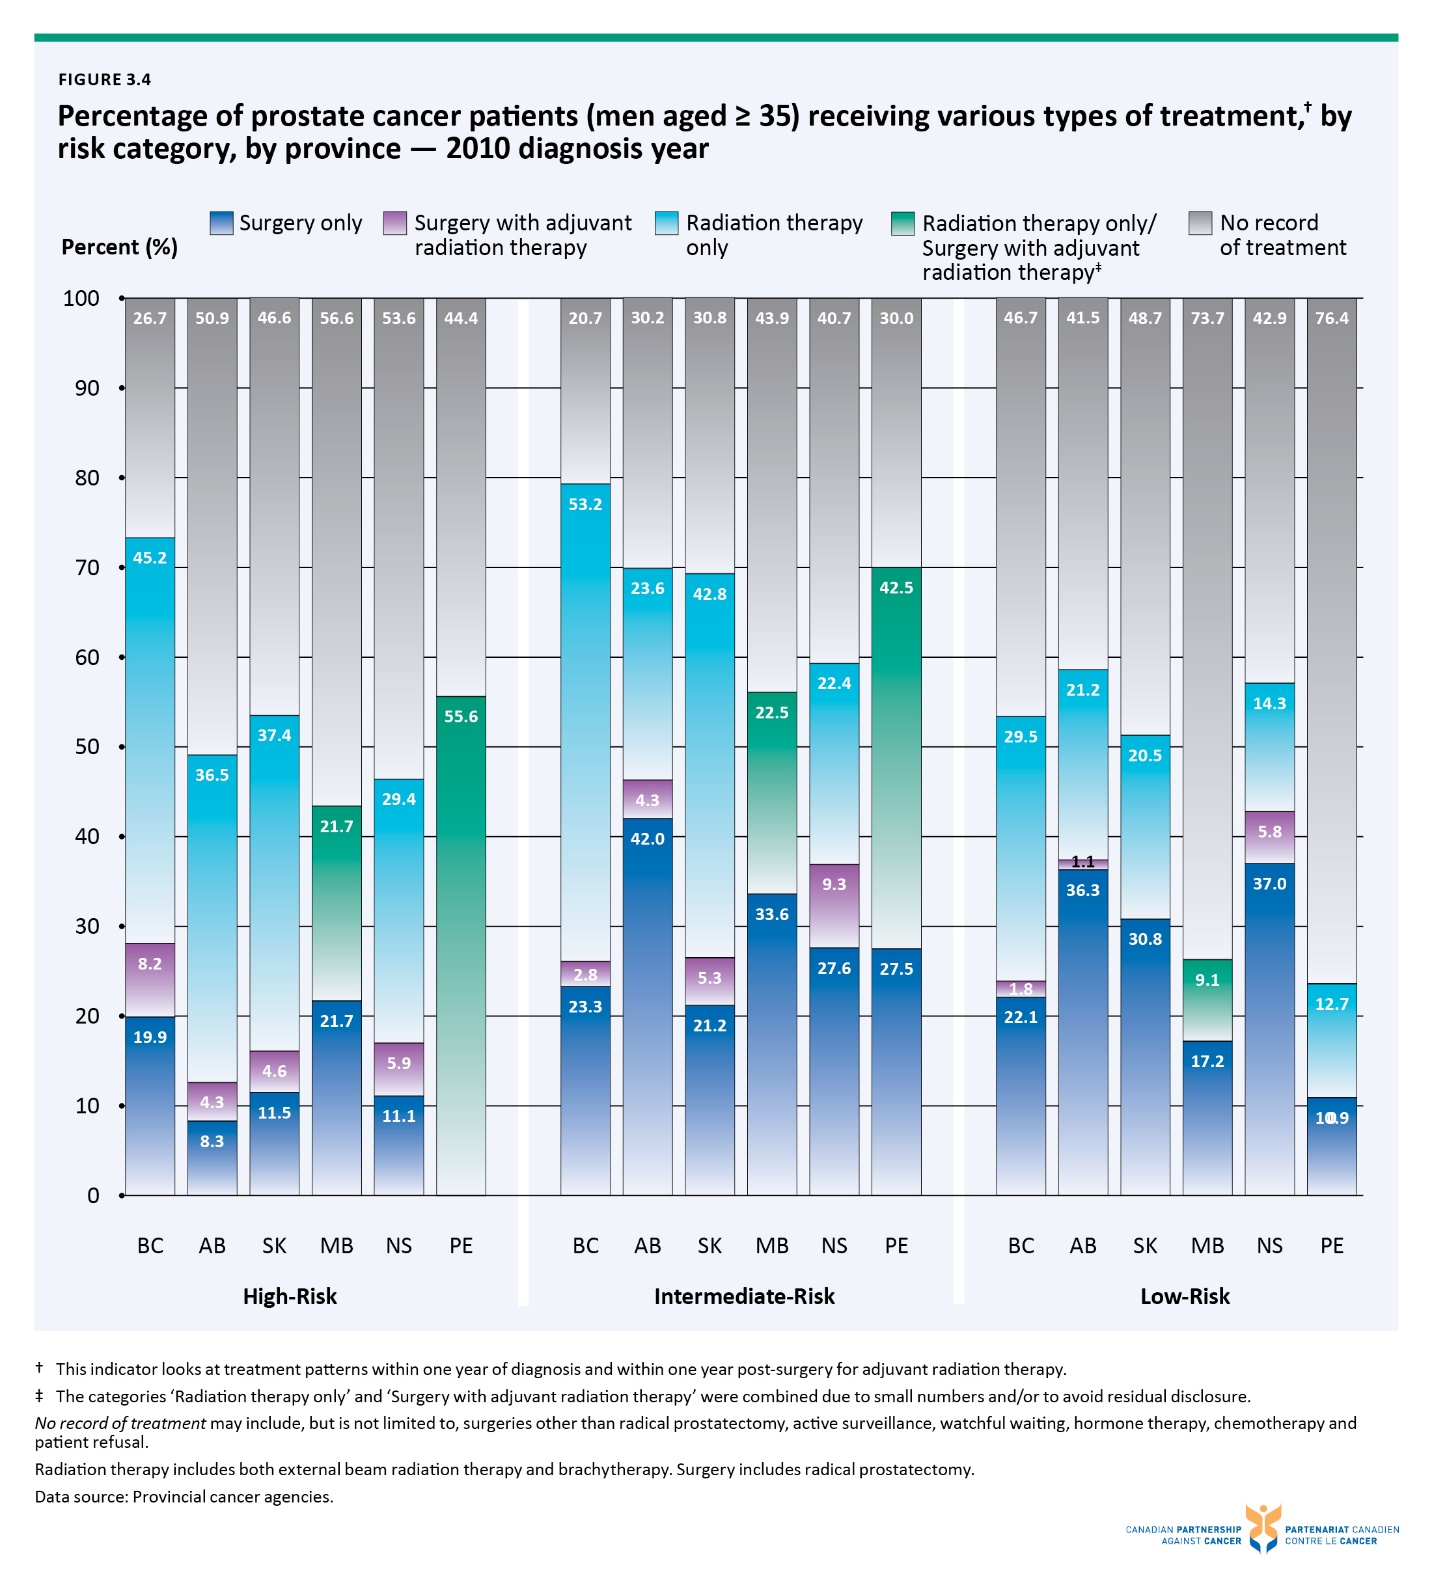 FIGURE 3.4
Percentage of prostate cancer patients (men aged ≥ 35) receiving various types of treatment,† by
risk category, by province — 2010 diagnosis year
Percent (%)
Surgery only
Surgery with adjuvant
radiation therapy
Radiation therapy
only
Radiation therapy only/
Surgery with adjuvant
radiation therapy‡
No record
of treatment
100
90
80
70
60
50
40
30
20
10
0
26.7 50.9 46.6 56.6 53.6 44.4 20.7 30.2 30.8 43.9 40.7 30.0 46.7 41.5 48.7 73.7 42.9 76.4
53.2
45.2
23.6 42.8 42.5
55.6
22.5
22.4
21.2
14.3
37.4
29.5
20.5
36.5
29.4
21.7
4.3
42.0
5.8
1.1
9.3
36.3
37.0
33.6
30.8
8.2
2.8
5.3
27.6
27.5
1.8
9.1
12.7
19.9
21.7
23.3
21.2
22.1
17.2
4.6
5.9
4.3
8.3
11.5
11.1
10.9
BC AB SK MB NS PE BC AB SK MB NS PE BC AB SK MB NS PE
High-Risk Intermediate-Risk Low-Risk
† This indicator looks at treatment patterns within one year of diagnosis and within one year post-surgery for adjuvant radiation therapy.
‡ The categories ‘Radiation therapy only’ and ‘Surgery with adjuvant radiation therapy’ were combined due to small numbers and/or to avoid residual disclosure.
No record of treatment may include, but is not limited to, surgeries other than radical prostatectomy, active surveillance, watchful waiting, hormone therapy, chemotherapy and
patient refusal.
Radiation therapy includes both external beam radiation therapy and brachytherapy. Surgery includes radical prostatectomy.
Data source: Provincial cancer agencies.
CANADIAN PARTNERSHIP
AGAINST CANCER
PARTENARIAT CANADIEN
CONTRE LE CANCER